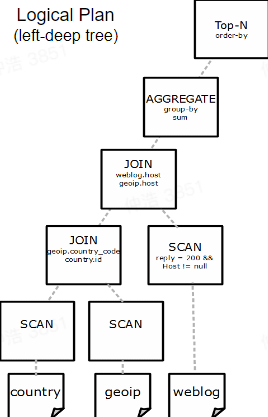 Logical Plan
(left-deep tree)
Top-N
order-by
AGGREGATE
group-by
sum
JOIN
weblog.host
geoip.host
JOIN
geoip.country_code
country.id
SCAN
reply = 200 &&
Host != null
SCAN
SCAN
country
geoip
weblog